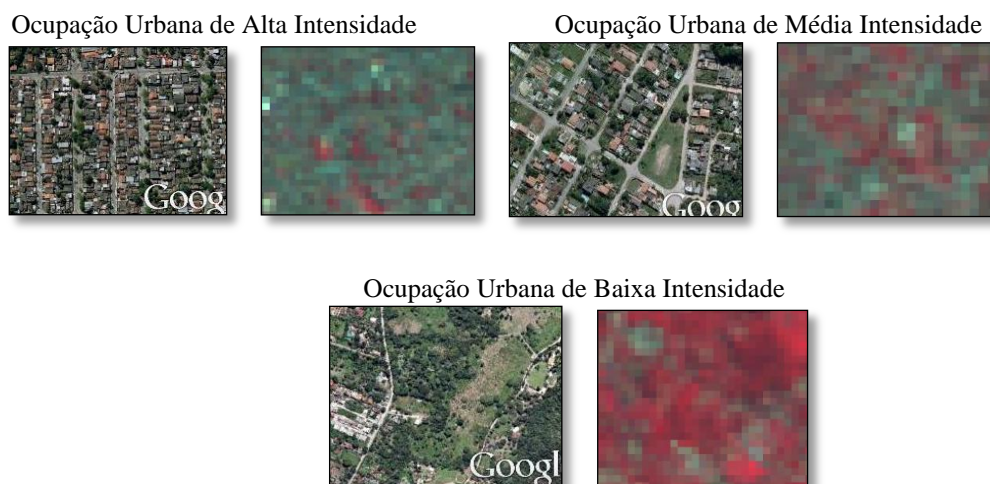 Ocupação Urbana de Alta Intensidade
Ocupação Urbana de Média Intensidade
Goog
Goog
Ocupação Urbana de Baixa Intensidade
Googl